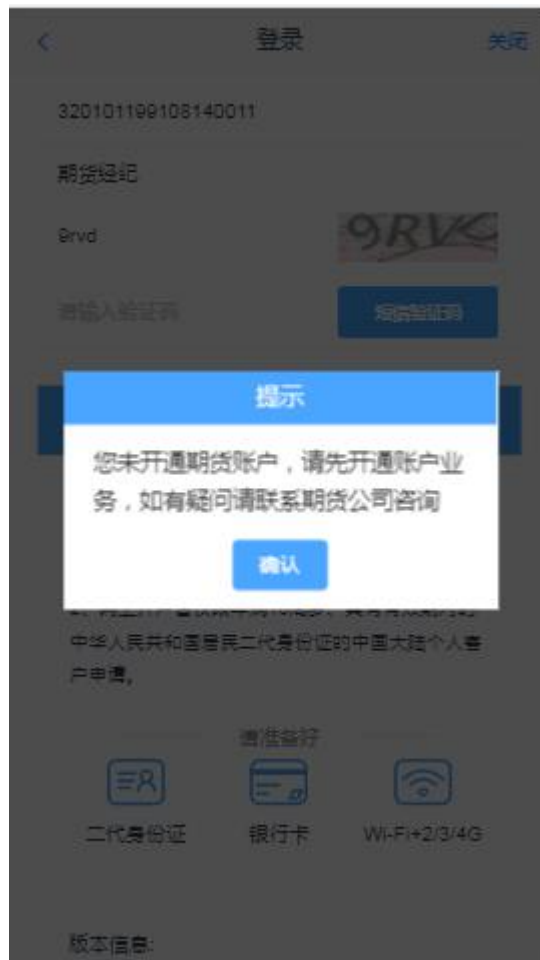 登录
关闭
320101199108140011
期货经纪
9rvd
9RVC
请输入验证码
短信验证码
提示
您未开通期货账户，请先开通账户业
务，如有疑问请联系期货公司咨询
确认
中华人民共和国居民二代身份证的中国大陆个人客
户申请。
请准备好
二代身份证
银行卡
Wi-Fi+2/3/4G
版本信息: